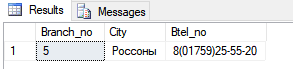 Results Messages
Branch_no City Btel_no
1 5 Россоны 8(01759)25-55-20